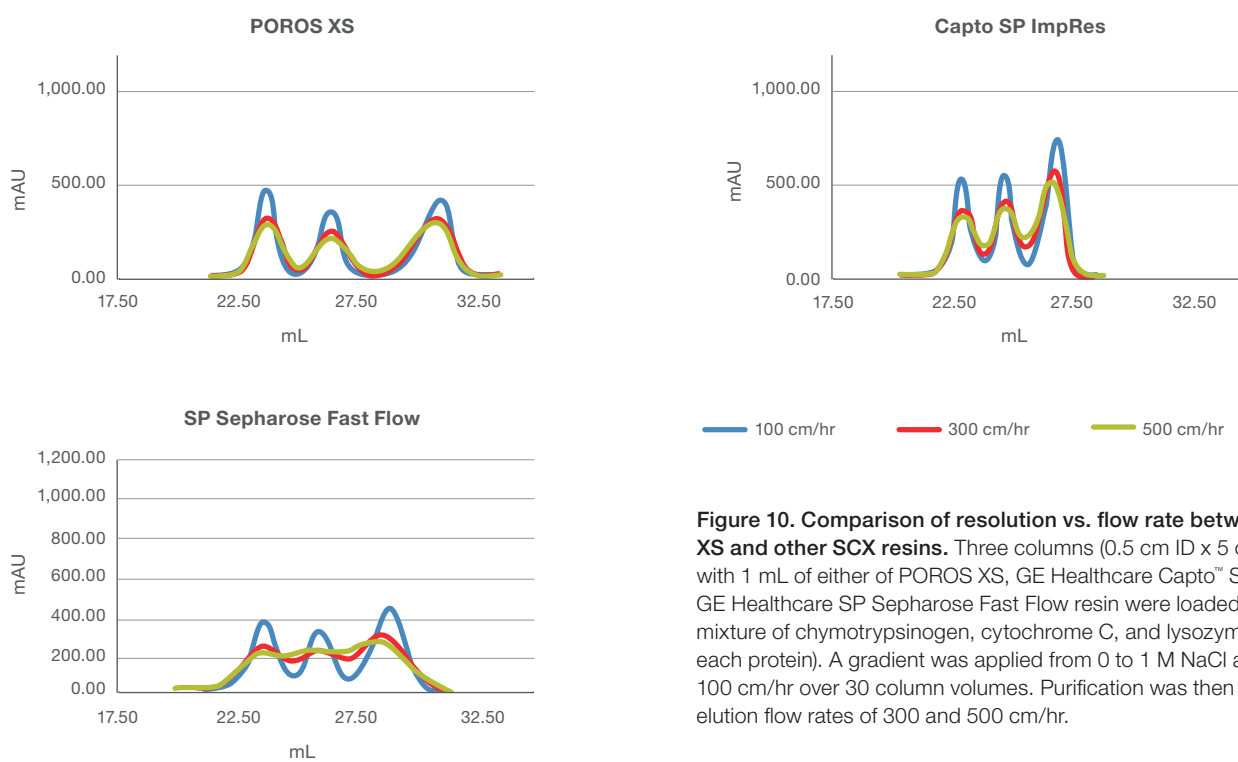 POROS XS
1,000.00
500.00
0.00
mAU
17.50 22.50 27.50 32.50
mL
Capto SP ImpRes
1,000.00
500.00
0.00
mAU
17.50 22.50 27.50 32.50
mL
SP Sepharose Fast Flow
1,200.00
1,000.00
800.00
600.00
400.00
200.00
0.00
mAU
17.50 22.50 27.50 32.50
mL
100 cm/hr 300 cm/hr 500 cm/hr
Figure 10. Comparison of resolution vs. flow rate
XS and other SCX resins. Three columns (0.5 cm ID x 5
with 1 mL of either of POROS XS, GE Healthcare Capto™
GE Healthcare SP Sepharose Fast Flow resin were loaded
mixture of chymotrypsinogen, cytochrome C, and
each protein). A gradient was applied from 0 to 1 M NaCl
100 cm/hr over 30 column volumes. Purification was then
elution flow rates of 300 and 500 cm/hr.